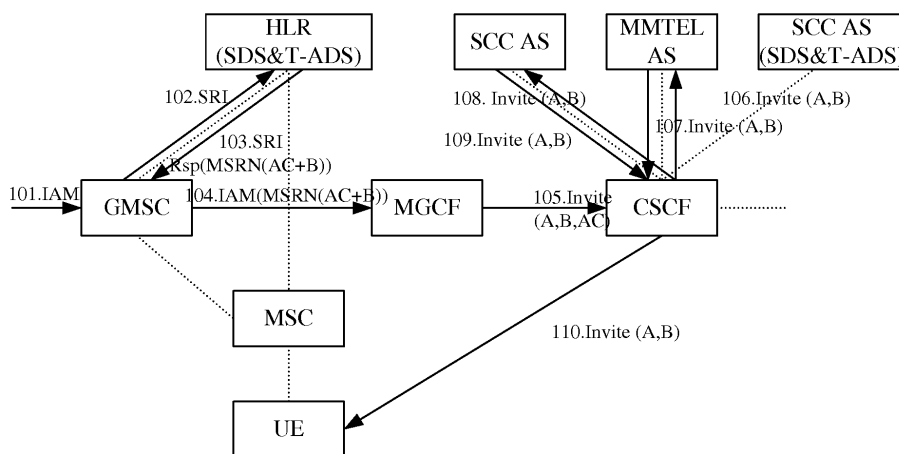 HLR
(SDS&T-ADS)
SCC AS
MMTEL
AS
SCC AS
(SDS&T-ADS)
102.SRI
108. Invite (A,B)
106.Invite (A,B)
109.Invite (A,B)
107.Invite (A,B)
103.SRI
Rsp(MSRN(AC+B))
101.IAM
GMSC
104.IAM(MSRN(AC+B))
MGCF
105.Invite
(A,B,AC)
CSCF
MSC
110.Invite (A,B)
UE